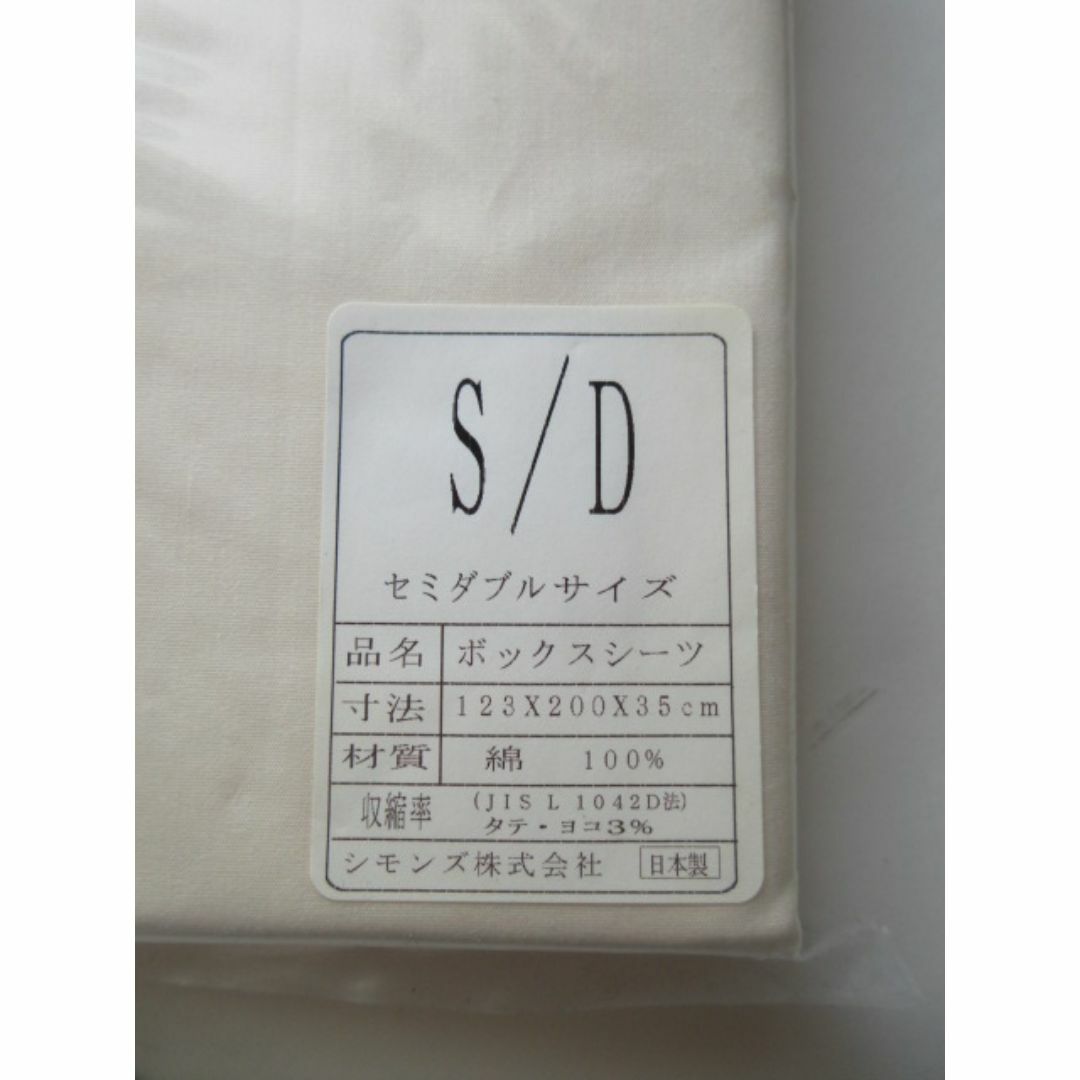 S/D
セミダブルサイズ
品名 ボックスシーツ
寸法 123X200X35cm
材質 綿 100%
収縮率 (JIS L 1042D法)
タテ・ヨコ3%
シモンズ株式会社 日本製